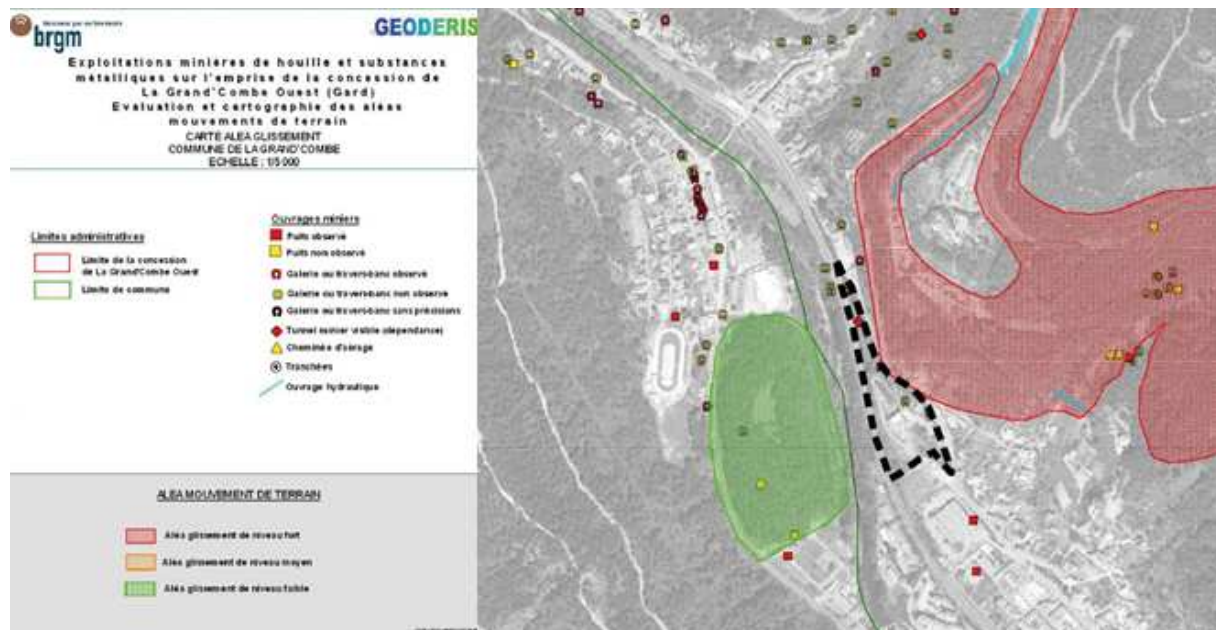 brgm
GEODERIS
Exploitations minières de houille et substances
métalliques sur l'emprise de la concession de
La Grand'Combe Ouest (Gard)
Evaluation et cartographie des aléas
mouvements de terrain
CARTE ALEA GLISSEMENT
COMMUNE DE LA GRAND'COMBE
ECHELLE : 1/5 000
Limites administratives
Limite de la concession
de La Grand'Combe Ouest
Limite de commune
Ouvrages miniers
Puits observé
Puits non observé
Galerie ou travers-banc observé
Galerie ou travers-banc non observé
Galerie ou travers-banc sans précisions
Tunnel minier visible (dépendance)
Cheminée d'aérage
Tranchées
Ouvrage hydraulique
ALEA MOUVEMENT DE TERRAIN
Aléa glissement de niveau fort
Aléa glissement de niveau moyen
Aléa glissement de niveau faible